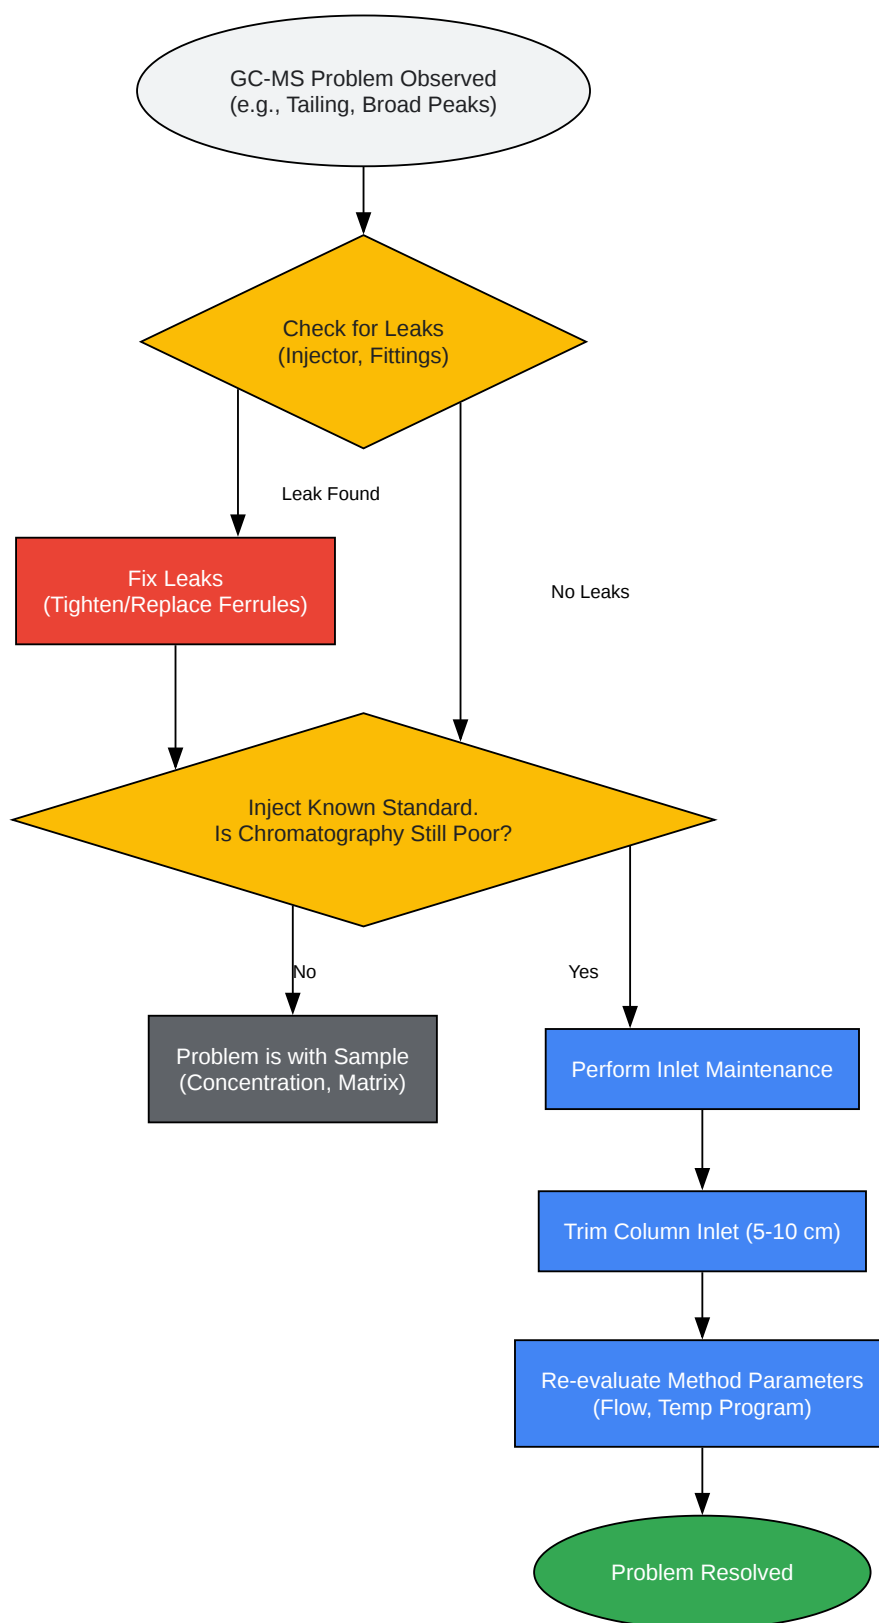 GC-MS Problem Observed
(e.g., Tailing, Broad Peaks)
Check for Leaks
(Injector, Fittings)
Leak Found
Fix Leaks
(Tighten/Replace Ferrules)
No Leaks
Inject Known Standard.
Is Chromatography Still Poor?
No
Yes
Problem is with Sample
(Concentration, Matrix)
Perform Inlet Maintenance
Trim Column Inlet (5-10 cm)
Re-evaluate Method Parameters
(Flow, Temp Program)
Problem Resolved